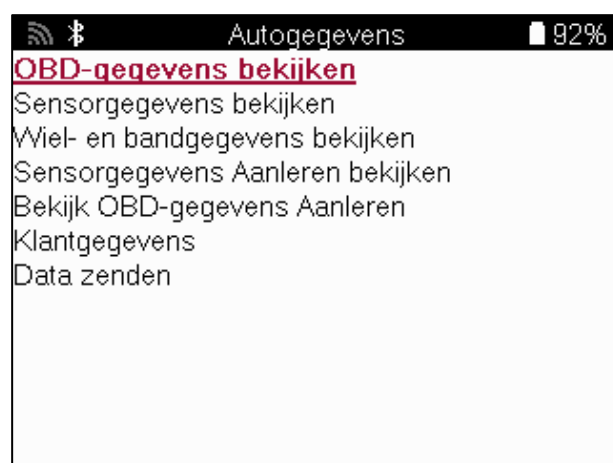 Autogegevens 92%
OBD-gegevens bekijken
Sensorgegevens bekijken
Wiel- en bandgegevens bekijken
Sensorgegevens Aanleren bekijken
Bekijk OBD-gegevens Aanleren
Klantgegevens
Data zenden